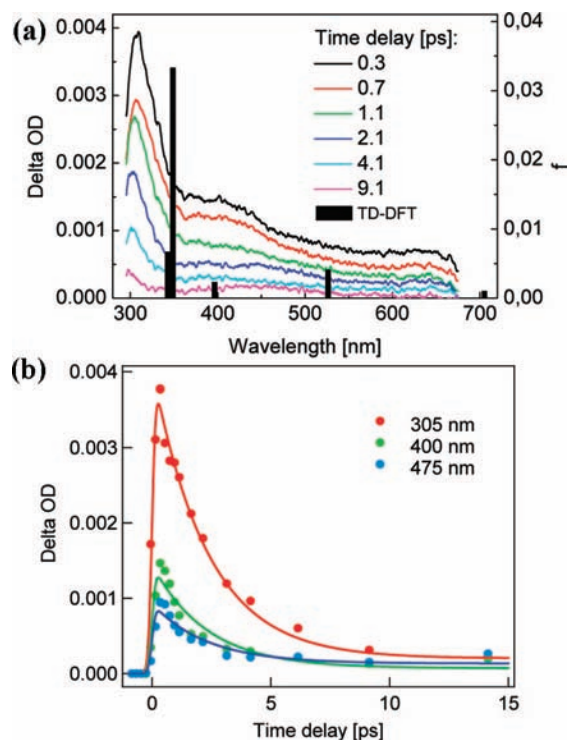 (a)
0.004
0.003
0.002
0.001
0.000
Delta OD
Time delay [ps]:
0.3
0.7
1.1
2.1
4.1
9.1
TD-DFT
0,04
0,03
0,02
0,01
0,00
f
300
400
500
600
700
Wavelength [nm]
(b)
0.004
0.003
0.002
0.001
0.000
Delta OD
305 nm
400 nm
475 nm
0
5
10
15
Time delay [ps]